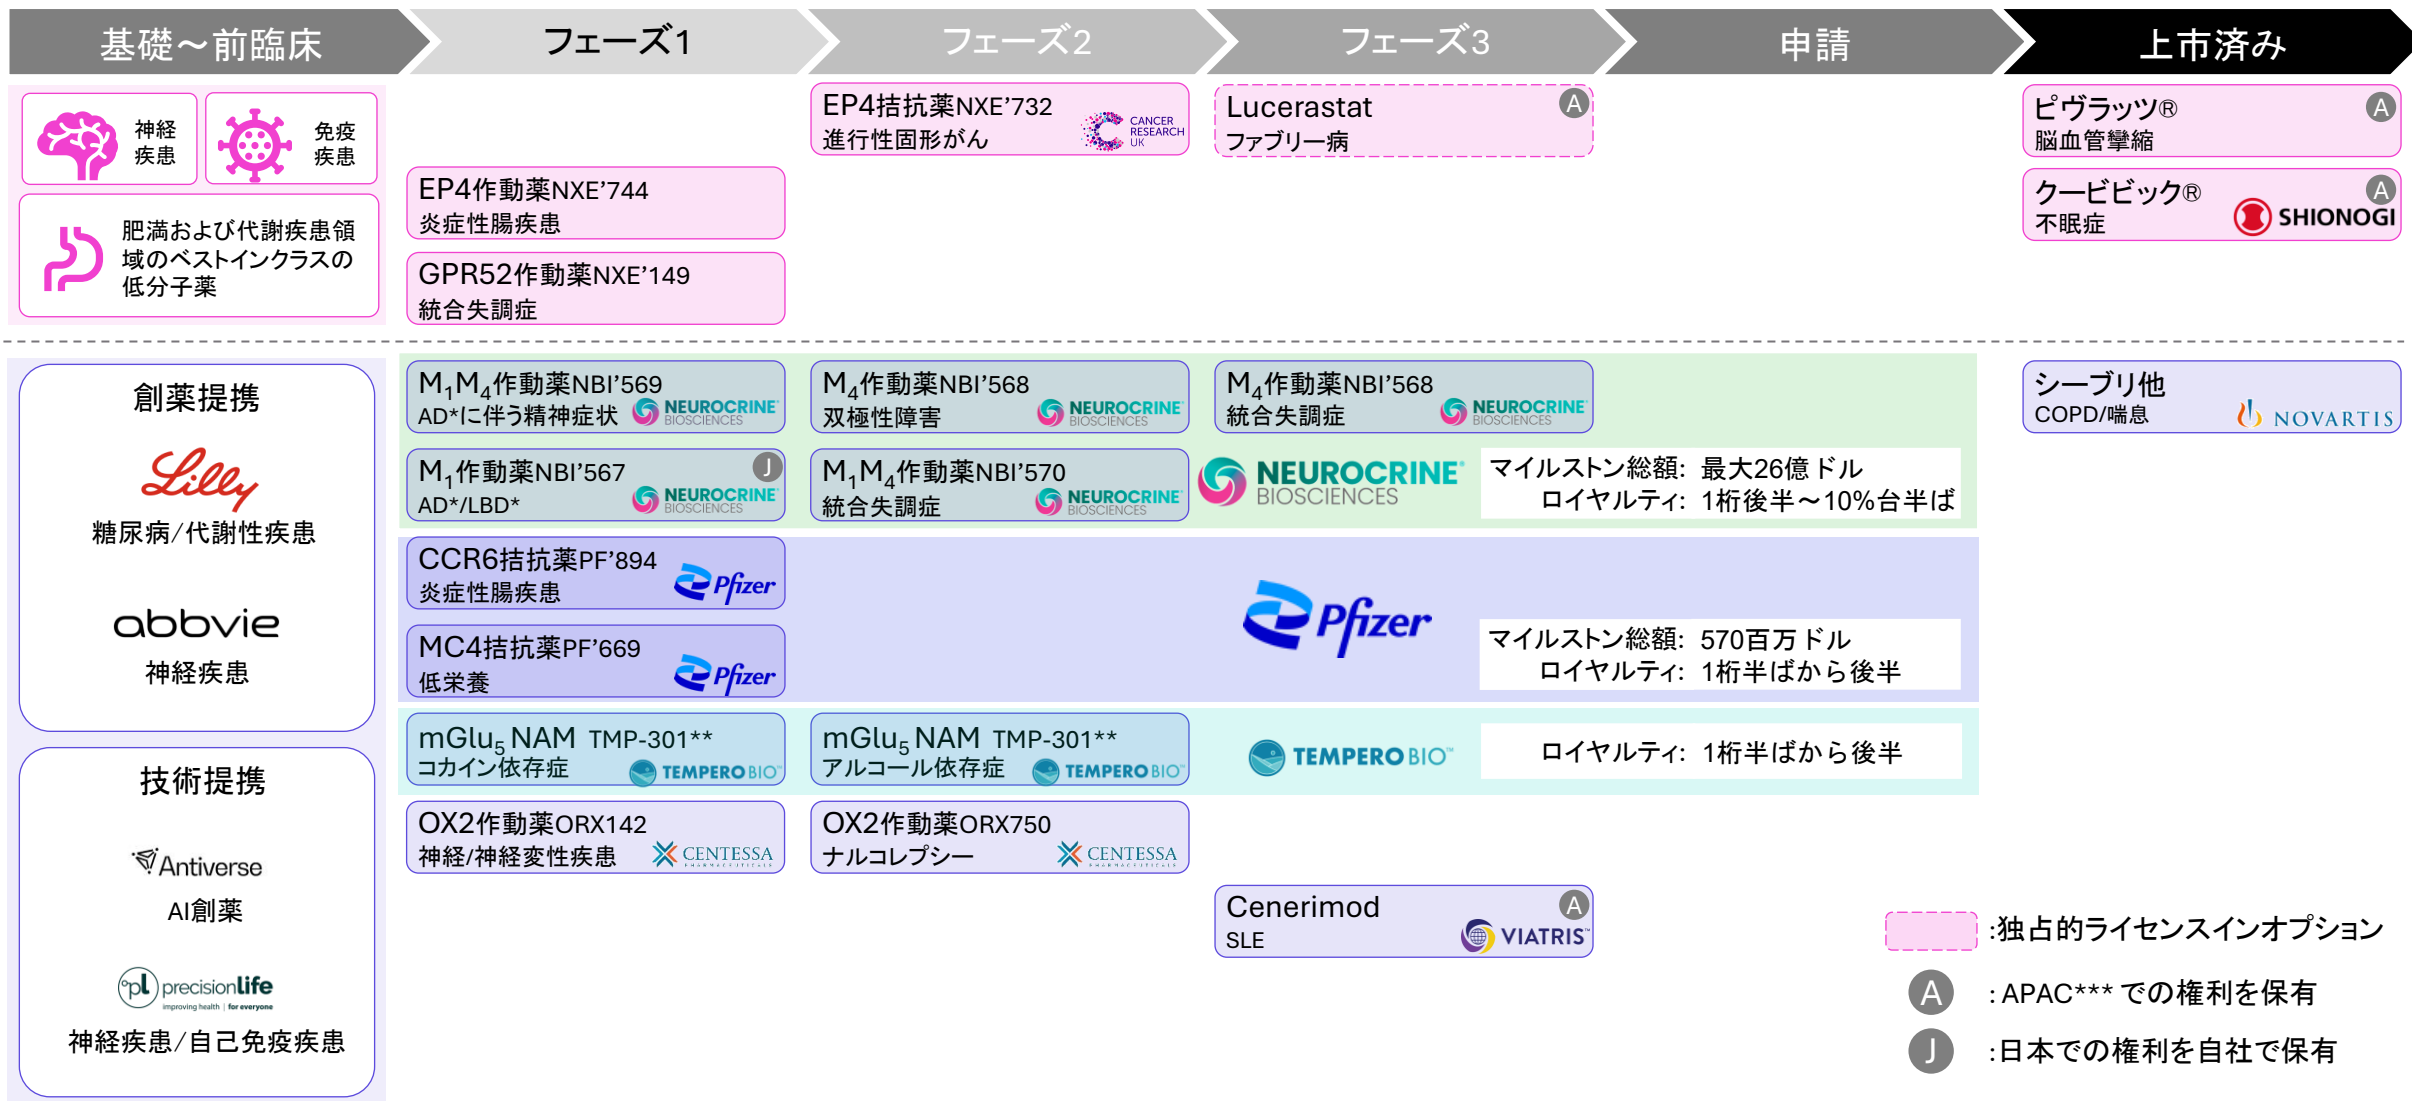 基礎～前臨床
フェーズ1
フェーズ2
フェーズ3
申請
上市済み
神経
疾患
免疫
疾患
肥満および代謝疾患領
域のベストインクラスの
低分子薬
EP4拮抗薬NXE’732
進行性固形がん
CANCER
RESEARCH
UK
Lucerastat
ファブリー病
A
ピヴラッツ®
脳血管攣縮
A
EP4作動薬NXE’744
炎症性腸疾患
クービビック®
不眠症
A
SHIONOGI
GPR52作動薬NXE’149
統合失調症
創薬提携
Lilly
糖尿病/代謝性疾患
abbvie
神経疾患
技術提携
Antiverse
AI創薬
pl precisionlife
improving health | for everyone
神経疾患/自己免疫疾患
M1M4作動薬NBI’569
AD*に伴う精神症状
NEUROCRINE
BIOSCIENCES
M4作動薬NBI’568
双極性障害
NEUROCRINE
BIOSCIENCES
M4作動薬NBI’568
統合失調症
NEUROCRINE
BIOSCIENCES
シーブリ他
COPD/喘息
NOVARTIS
M1作動薬NBI’567
AD*/LBD*
J
NEUROCRINE
BIOSCIENCES
M1M4作動薬NBI’570
統合失調症
NEUROCRINE
BIOSCIENCES
NEUROCRINE
BIOSCIENCES
マイルストン総額: 最大26億ドル
ロイヤルティ: 1桁後半～10%台半ば
CCR6拮抗薬PF’894
炎症性腸疾患
Pfizer
MC4拮抗薬PF’669
低栄養
Pfizer
Pfizer
マイルストン総額: 570百万ドル
ロイヤルティ: 1桁半ばから後半
mGlu5 NAM TMP-301**
コカイン依存症
TEMPERO BIO
mGlu5 NAM TMP-301**
アルコール依存症
TEMPERO BIO
TEMPERO BIO
ロイヤルティ: 1桁半ばから後半
OX2作動薬ORX142
神経/神経変性疾患
CENTESSA
PHARMACEUTICALS
OX2作動薬ORX750
ナルコレプシー
CENTESSA
PHARMACEUTICALS
Cenerimod
SLE
A
VIATRIS
:独占的ライセンスインオプション
A : APAC*** での権利を保有
J :日本での権利を自社で保有